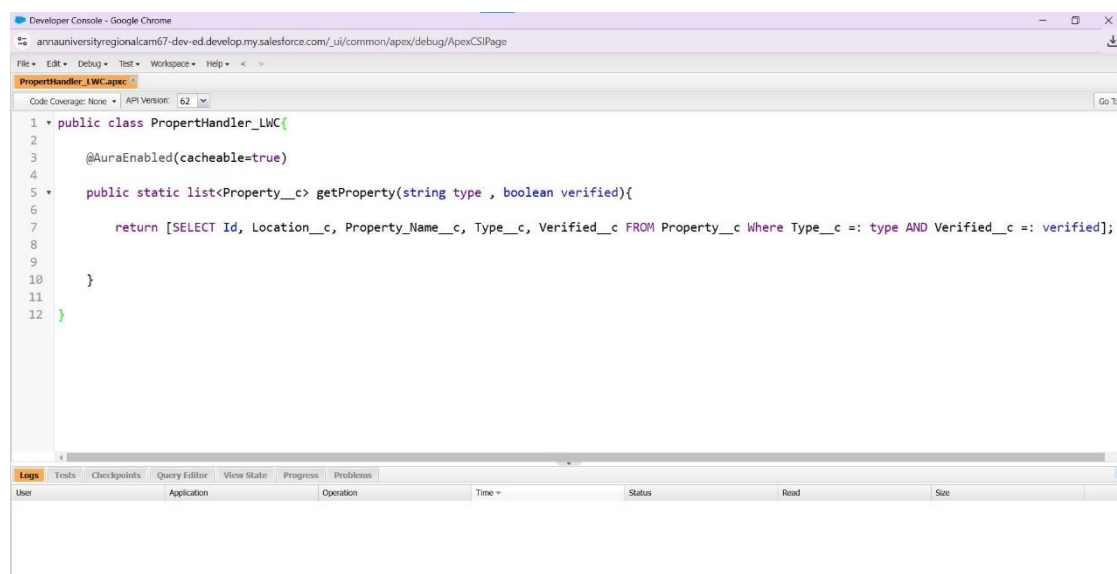 Developer Console - Google Chrome
annauniversityregionalcam67-dev-ed.develop.my.salesforce.com/_ui/common/apex/debug/ApexCSIPage
File Edit Debug Test Workspace Help < >
PropertHandler_LWC.apxc
Code Coverage: None API Version: 62 Go To
1 public class PropertHandler_LWC{
2
3 @AuraEnabled(cacheable=true)
4
5 public static list<Property__c> getProperty(string type , boolean verified){
6
7 return [SELECT Id, Location__c, Property_Name__c, Type__c, Verified__c FROM Property__c Where Type__c =: type AND Verified__c =: verified];
8
9
10 }
11
12 }
Logs Tests Checkpoints Query Editor View State Progress Problems
User Application Operation Time Status Read Size